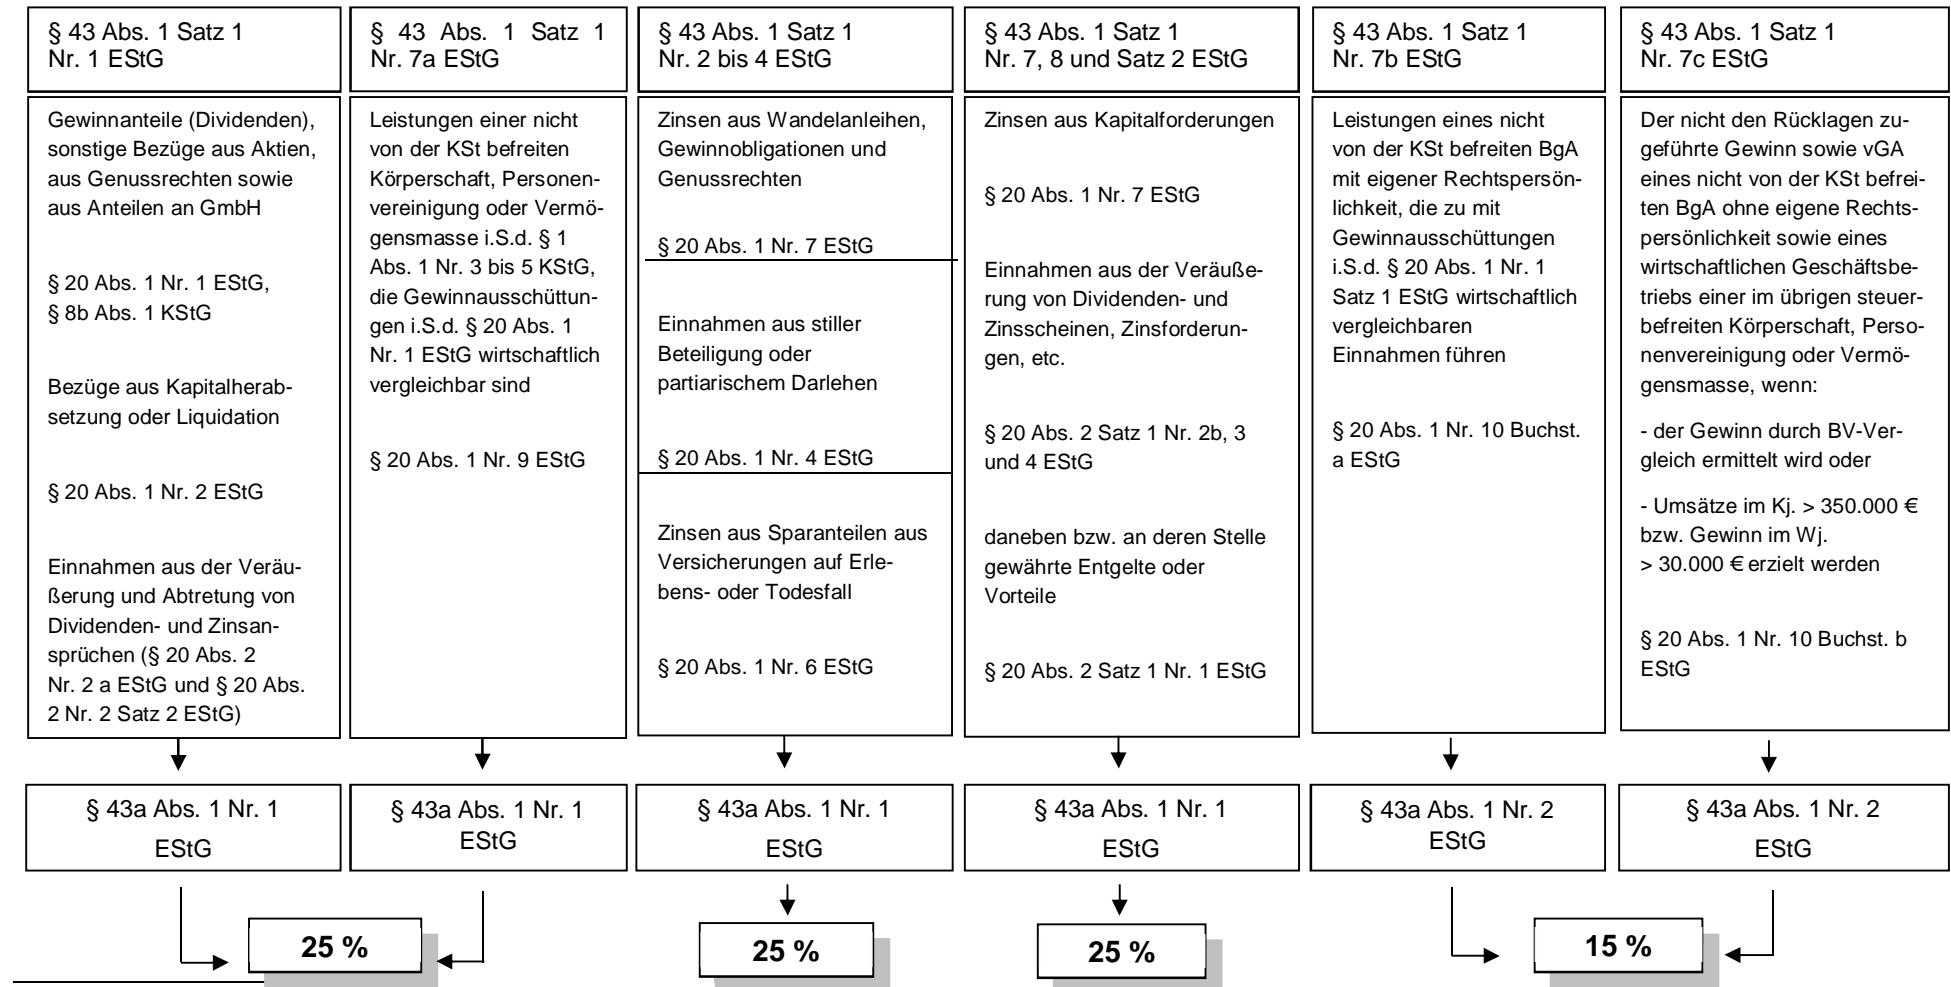 § 43 Abs. 1 Satz 1
Nr. 1 EStG
§ 43 Abs. 1 Satz 1
Nr. 7a EStG
§ 43 Abs. 1 Satz 1
Nr. 2 bis 4 EStG
§ 43 Abs. 1 Satz 1
Nr. 7, 8 und Satz 2 EStG
§ 43 Abs. 1 Satz 1
Nr. 7b EStG
§ 43 Abs. 1 Satz 1
Nr. 7c EStG
Gewinnanteile (Dividenden),
sonstige Bezüge aus Aktien,
aus Genussrechten sowie
aus Anteilen an GmbH
§ 20 Abs. 1 Nr. 1 EStG,
§ 8b Abs. 1 KStG
Bezüge aus Kapitalherab-
setzung oder Liquidation
§ 20 Abs. 1 Nr. 2 EStG
Einnahmen aus der Veräu-
ßerung und Abtretung von
Dividenden- und Zinsan-
sprüchen (§ 20 Abs. 2
Nr. 2 a EStG und § 20 Abs.
2 Nr. 2 Satz 2 EStG)
Leistungen einer nicht
von der KSt befreiten
Körperschaft, Personen-
vereinigung oder Vermö-
gensmasse i.S.d. § 1
Abs. 1 Nr. 3 bis 5 KStG,
die Gewinnausschüttun-
gen i.S.d. § 20 Abs. 1
Nr. 1 EStG wirtschaftlich
vergleichbar sind
§ 20 Abs. 1 Nr. 9 EStG
Zinsen aus Wandelanleihen,
Gewinnobligationen und
Genussrechten
§ 20 Abs. 1 Nr. 7 EStG
Einnahmen aus stiller
Beteiligung oder
partiarischem Darlehen
§ 20 Abs. 1 Nr. 4 EStG
Zinsen aus Sparanteilen aus
Versicherungen auf Erle-
bens- oder Todesfall
§ 20 Abs. 1 Nr. 6 EStG
Zinsen aus Kapitalforderungen
§ 20 Abs. 1 Nr. 7 EStG
Einnahmen aus der Veräuße-
rung von Dividenden- und
Zinsscheinen, Zinsforderun-
gen, etc.
§ 20 Abs. 2 Satz 1 Nr. 2b, 3
und 4 EStG
daneben bzw. an deren Stelle
gewährte Entgelte oder
Vorteile
§ 20 Abs. 2 Satz 1 Nr. 1 EStG
Leistungen eines nicht
von der KSt befreiten BgA
mit eigener Rechtspersön-
lichkeit, die zu mit
Gewinnausschüttungen
i.S.d. § 20 Abs. 1 Nr. 1
Satz 1 EStG wirtschaftlich
vergleichbaren
Einnahmen führen
§ 20 Abs. 1 Nr. 10 Buchst.
a EStG
Der nicht den Rücklagen zu-
geführte Gewinn sowie vGA
eines nicht von der KSt befrei-
ten BgA ohne eigene Rechts-
persönlichkeit sowie eines
wirtschaftlichen Geschäftsbe-
triebs einer im übrigen steuer-
befreiten Körperschaft, Perso-
nenvereinigung oder Vermö-
gensmasse, wenn:
- der Gewinn durch BV-Ver-
gleich ermittelt wird oder
- Umsätze im Kj. > 350.000 €
bzw. Gewinn im Wj.
> 30.000 € erzielt werden
§ 20 Abs. 1 Nr. 10 Buchst. b
EStG
§ 43a Abs. 1 Nr. 1
EStG
§ 43a Abs. 1 Nr. 1
EStG
§ 43a Abs. 1 Nr. 1
EStG
§ 43a Abs. 1 Nr. 1
EStG
§ 43a Abs. 1 Nr. 2
EStG
§ 43a Abs. 1 Nr. 2
EStG
25 %
25 %
25 %
15 %